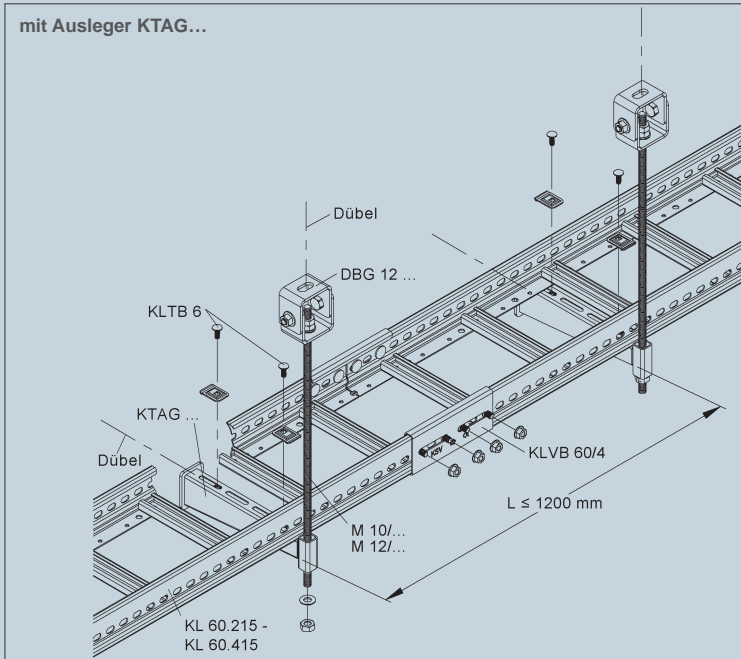 mit Ausleger KTAG...
Dübel
DBG 12 ...
KLTB 6
KTAG ...
Dübel
KSV
KLVB 60/4
L ≤ 1200 mm
M 10/...
M 12/...
KL 60.215 -
KL 60.415